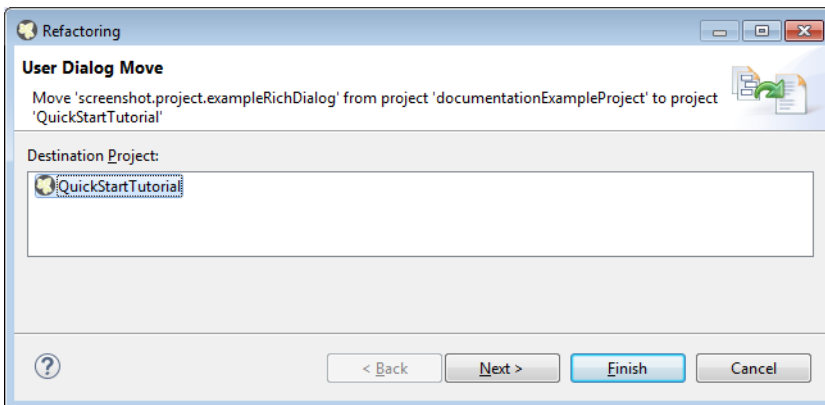 Refactoring
User Dialog Move
Move 'screenshot.project.exampleRichDialog' from project 'documentationExampleProject' to project
'QuickStartTutorial'
Destination Project:
QuickStartTutorial
?
< Back
Next >
Finish
Cancel